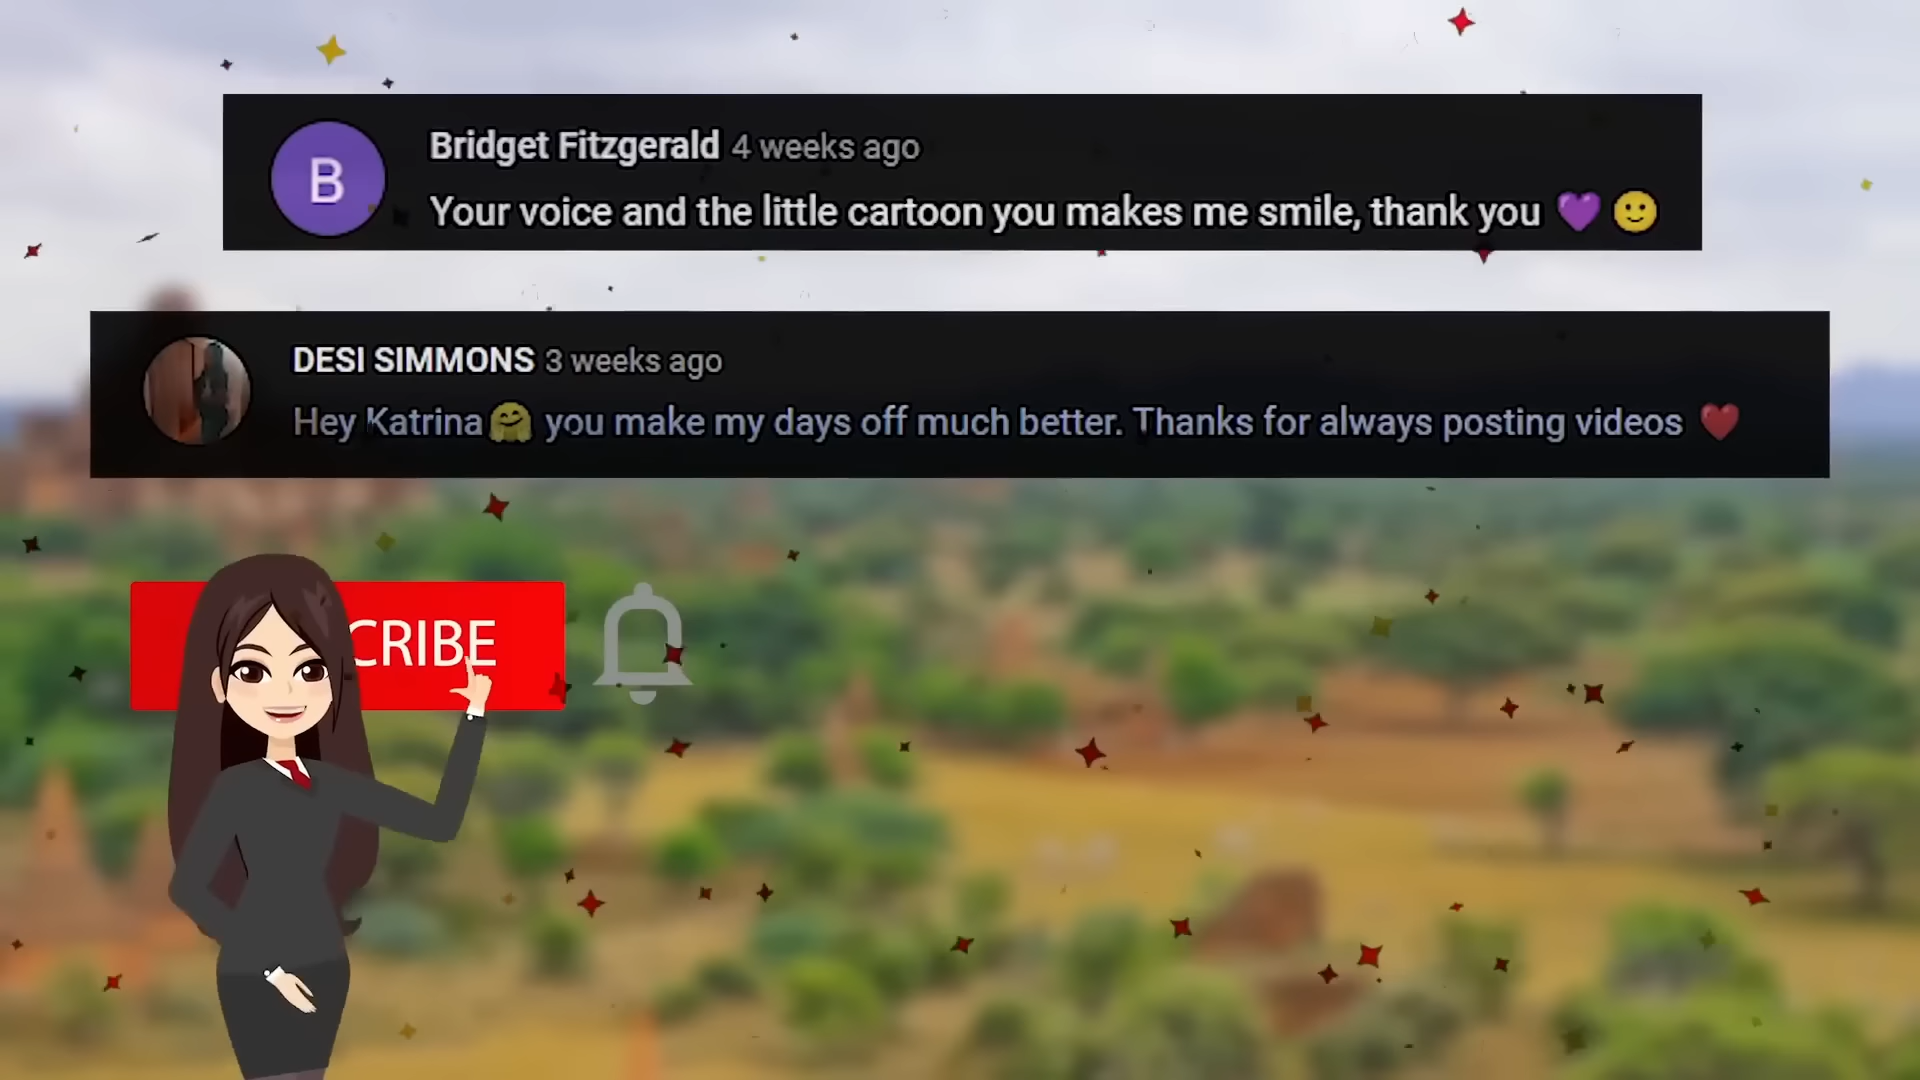 B
Bridget Fitzgerald 4 weeks ago
Your voice and the little cartoon you makes me smile, thank you 💜 🙂
DESI SIMMONS 3 weeks ago
Hey Katrina🤗 you make my days off much better. Thanks for always posting videos ❤️
CRIBE